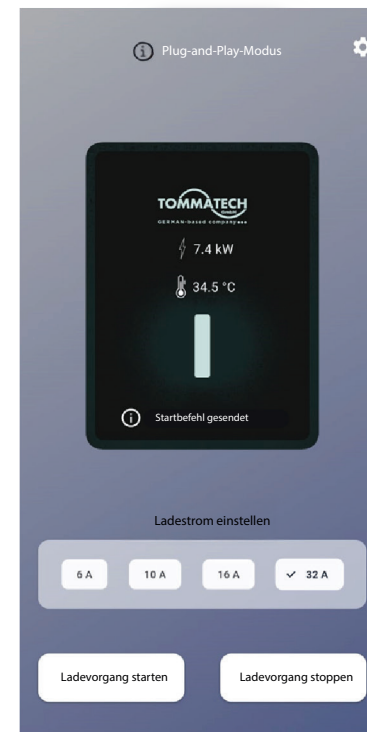 Plug-and-Play-Modus
TOMMATECH
GERMAN-based company
7.4 kW
34.5 °C
Startbefehl gesendet
Ladestrom einstellen
6 A
10 A
16 A
32 A
Ladevorgang starten
Ladevorgang stoppen